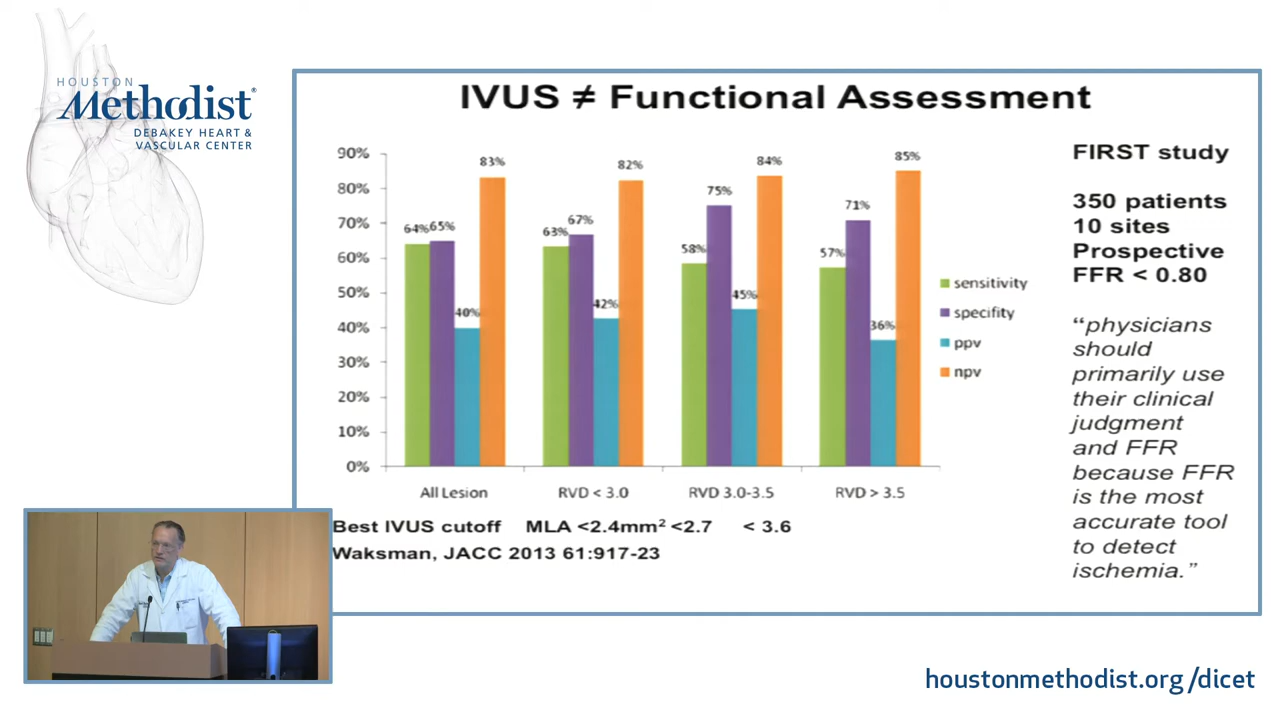 HOUSTON
Methodist®
DEBAKEY HEART &
VASCULAR CENTER
IVUS ≠ Functional Assessment
90%
80%
70%
60%
50%
40%
30%
20%
10%
0%
64% 65% 40% 83%
63% 67% 42% 82%
58% 75% 45% 84%
57% 71% 36% 85%
All Lesion RVD < 3.0 RVD 3.0-3.5 RVD > 3.5
sensitivity
specifity
ppv
npv
Best IVUS cutoff MLA <2.4mm² <2.7 < 3.6
Waksman, JACC 2013 61:917-23
FIRST study
350 patients
10 sites
Prospective
FFR < 0.80
“physicians
should
primarily use
their clinical
judgment
and FFR
because FFR
is the most
accurate tool
to detect
ischemia.”
houstonmethodist.org/dicet